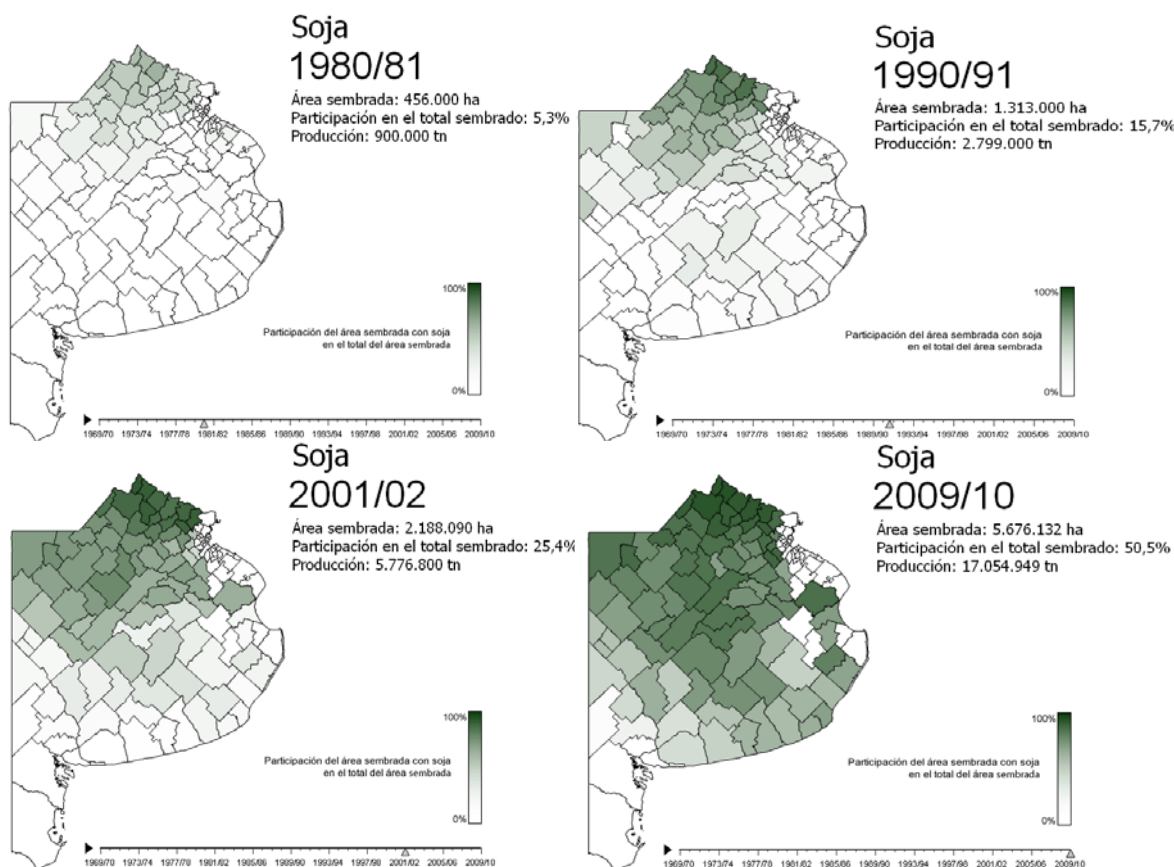 Soja
1980/81
Área sembrada: 456.000 ha
Participación en el total sembrado: 5,3%
Producción: 900.000 tn
100%
Participación del área sembrada con soja
en el total del área sembrada
0%
1969/70 1973/74 1977/78 1981/82 1985/86 1989/90 1993/94 1997/98 2001/02 2005/06 2009/10
Soja
1990/91
Área sembrada: 1.313.000 ha
Participación en el total sembrado: 15,7%
Producción: 2.799.000 tn
100%
Participación del área sembrada con soja
en el total del área sembrada
0%
1969/70 1973/74 1977/78 1981/82 1985/86 1989/90 1993/94 1997/98 2001/02 2005/06 2009/10
Soja
2001/02
Área sembrada: 2.188.090 ha
Participación en el total sembrado: 25,4%
Producción: 5.776.800 tn
100%
Participación del área sembrada con soja
en el total del área sembrada
0%
1969/70 1973/74 1977/78 1981/82 1985/86 1989/90 1993/94 1997/98 2001/02 2005/06 2009/10
Soja
2009/10
Área sembrada: 5.676.132 ha
Participación en el total sembrado: 50,5%
Producción: 17.054.949 tn
100%
Participación del área sembrada con soja
en el total del área sembrada
0%
1969/70 1973/74 1977/78 1981/82 1985/86 1989/90 1993/94 1997/98 2001/02 2005/06 2009/10